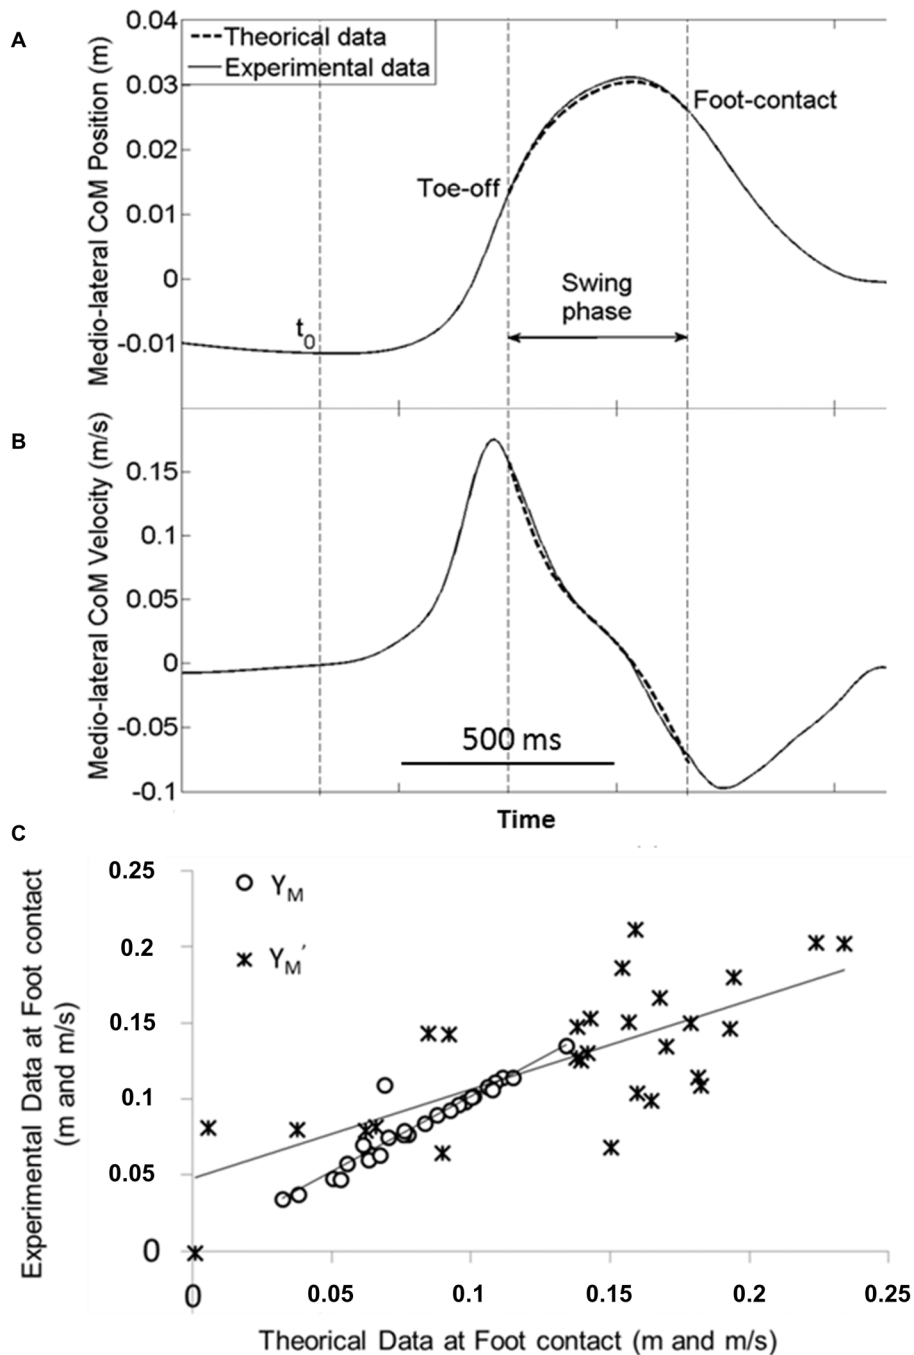 A
Medio-lateral CoM Position (m)
0.04
0.03
0.02
0.01
0
-0.01
Theorical data
Experimental data
Toe-off
Foot-contact
Swing
phase
t0
B
Medio-lateral CoM Velocity (m/s)
0.15
0.1
0.05
0
-0.05
-0.1
500 ms
Time
C
Experimental Data at Foot contact
(m and m/s)
0.25
0.2
0.15
0.1
0.05
0
YM
YM'
0 0.05 0.1 0.15 0.2 0.25
Theorical Data at Foot contact (m and m/s)